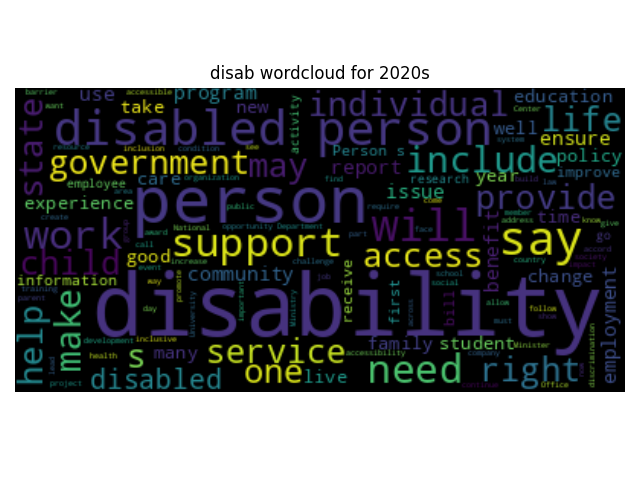 disab wordcloud for 2020s
barrier
accessible
want
use
program
take
new
activity
individual
Center
education
life
state
disabled person
well
system
ensure
resource
inclusion
condition
see
Person s
policy
government
may
report
include
improve
employee
organization
care
find
research
year
build
law
area
issue
experience
person
provide
create
public
require
come
member
address
time
know
give
work
group
award
National
opportunity
Department
part
face
will
benefit
say
go
call
increase
support
access
child
good
event
challenge
country
society
impact
information
way
community
job
receive
school
social
change
training
parent
disability
promote
University
important
Ministry
first
across
bill
allow
employment
day
must
follow
show
help
make
development
inclusive
family
student
Minister
s
many
service
accessibility
company
discrimination
health
one
need
right
row
lead
project
disabled
live
continue
Office